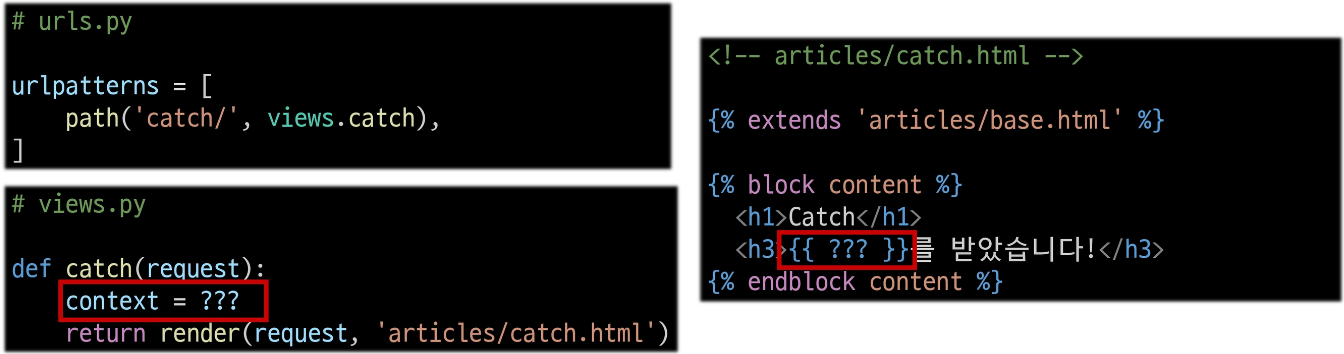 # urls.py
urlpatterns = [
    path('catch/', views.catch),
]
# views.py
def catch(request):
    context = ???
    return render(request, 'articles/catch.html')
<!-- articles/catch.html -->
{% extends 'articles/base.html' %}
{% block content %}
  <h1>Catch</h1>
  <h3>{{ ??? }}를 받았습니다!</h3>
{% endblock content %}